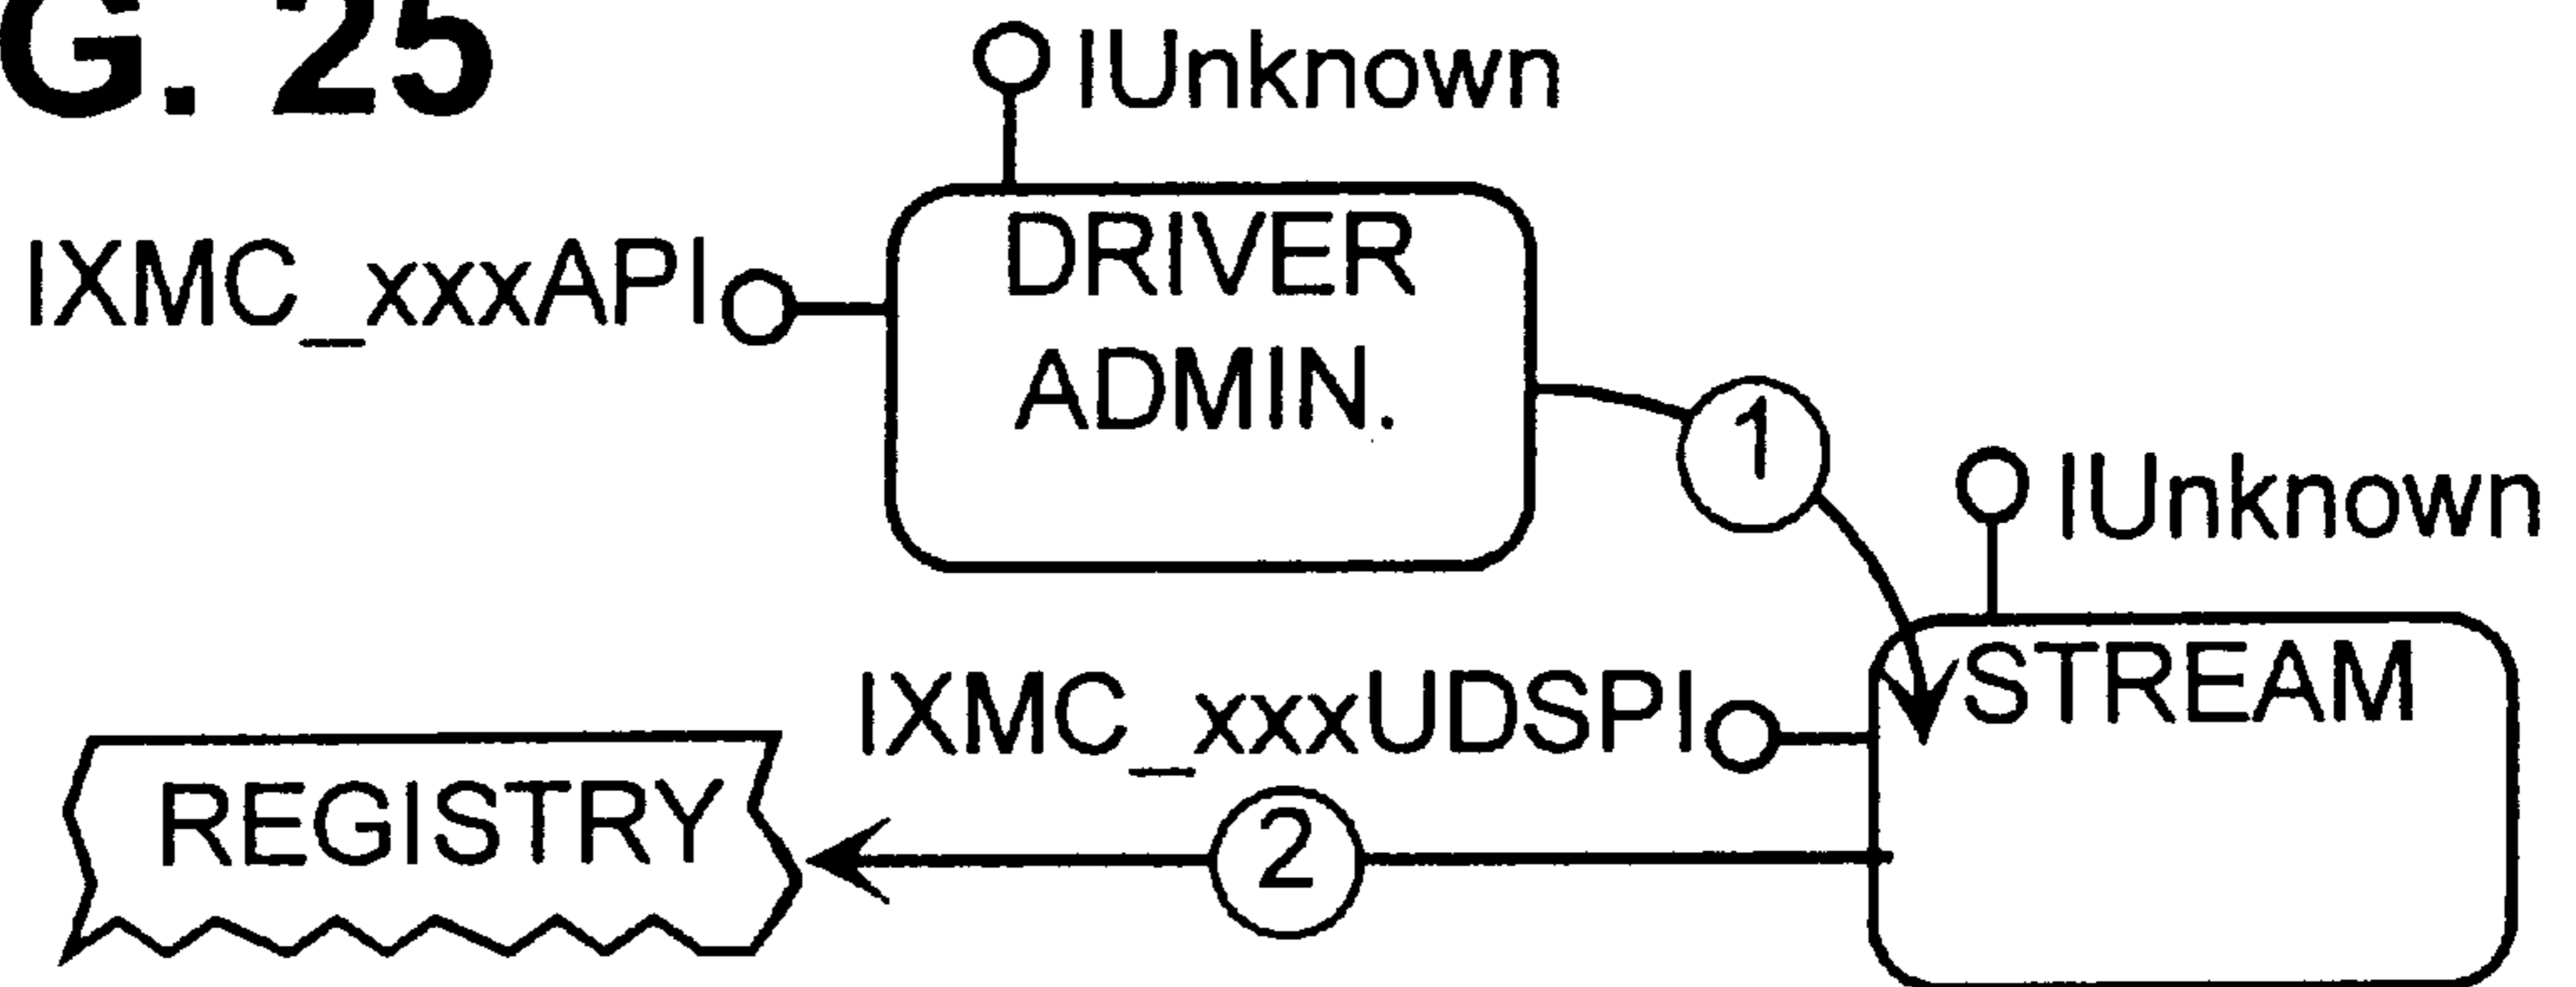 G. 25
IUnknown
IXMC_xxxAPI
DRIVER
ADMIN.
1
IUnknown
STREAM
IXMC_xxxUDSPI
REGISTRY
2